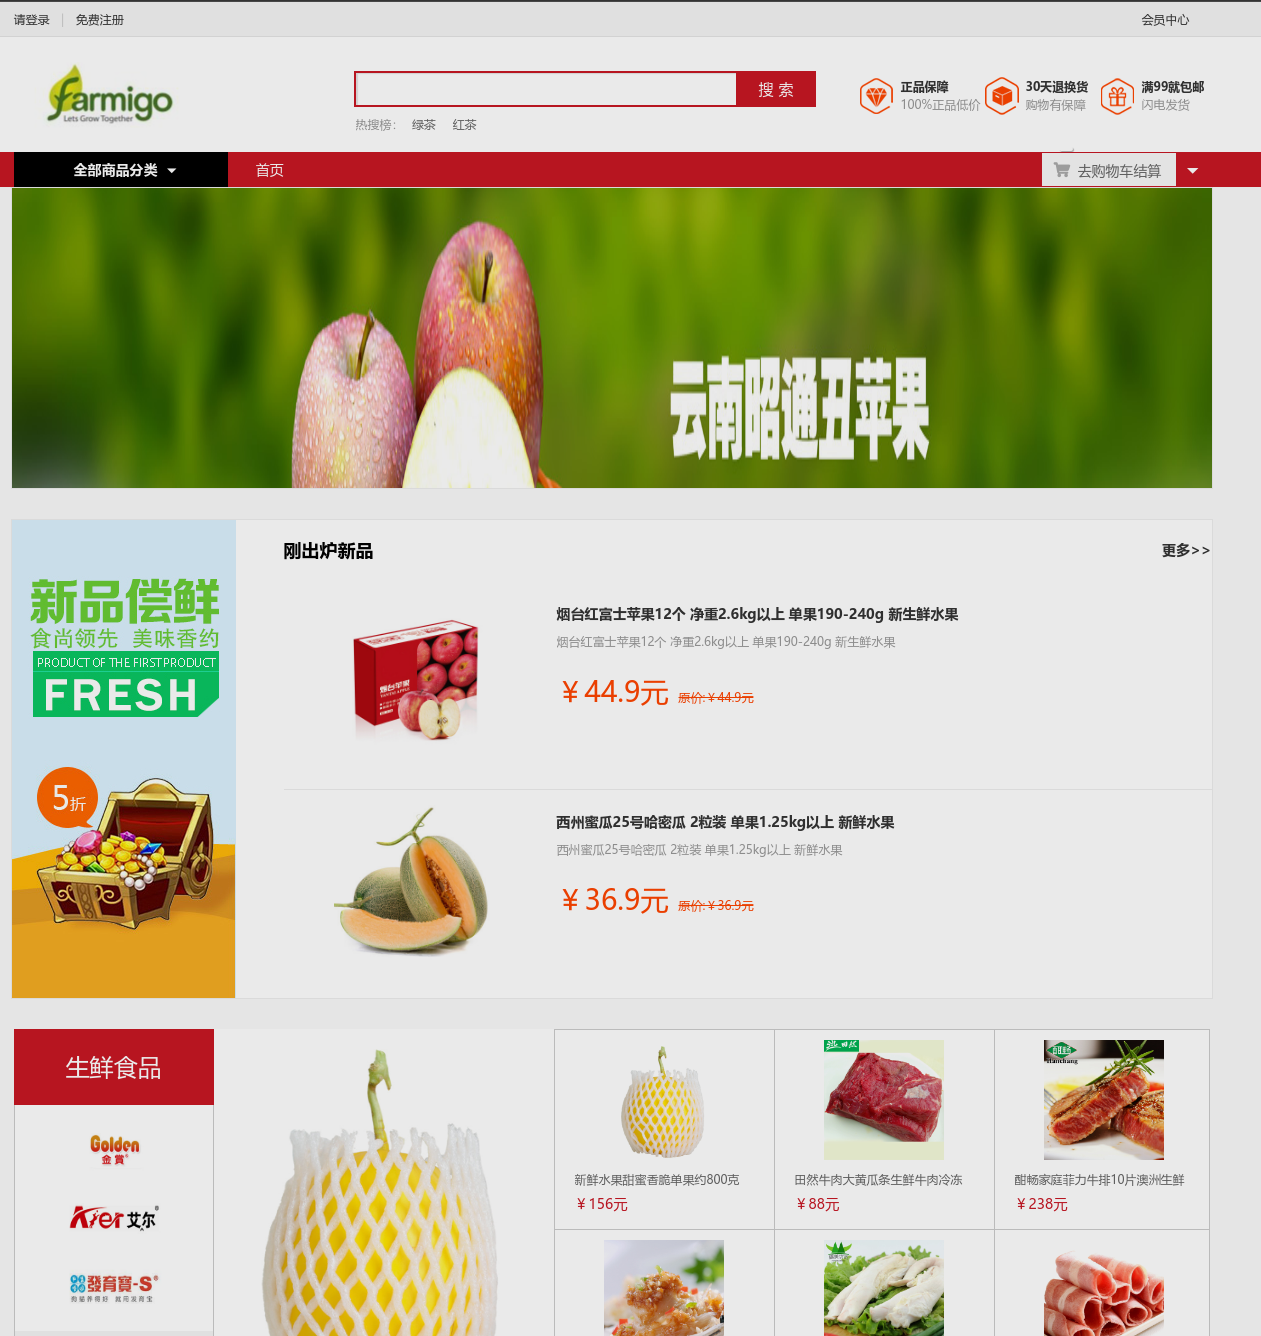 请登录 免费注册 会员中心
farmigo
Lets Grow Together
搜 索
热搜榜： 绿茶 红茶
正品保障
100%正品低价
30天退换货
购物有保障
满99就包邮
闪电发货
全部商品分类 首页 去购物车结算
云南昭通丑苹果
新品偿鲜
食尚领先 美味香约
PRODUCT OF THE FIRSTPRODUCT
FRESH
5折
刚出炉新品 更多>>
烟台红富士苹果12个 净重2.6kg以上 单果190-240g 新生鲜水果
烟台红富士苹果12个 净重2.6kg以上 单果190-240g 新生鲜水果
¥ 44.9元 原价: ¥ 44.9元
烟台苹果
西州蜜瓜25号哈密瓜 2粒装 单果1.25kg以上 新鲜水果
西州蜜瓜25号哈密瓜 2粒装 单果1.25kg以上 新鲜水果
¥ 36.9元 原价: ¥ 36.9元
生鲜食品
Golden
金赏
Aier 艾尔
發育寶-S
新鲜水果甜蜜香脆单果约800克
¥ 156元
田然牛肉大黄瓜条生鲜牛肉冷冻
¥ 88元
Hanchang
酣畅家庭菲力牛排10片澳洲生鲜
¥ 238元